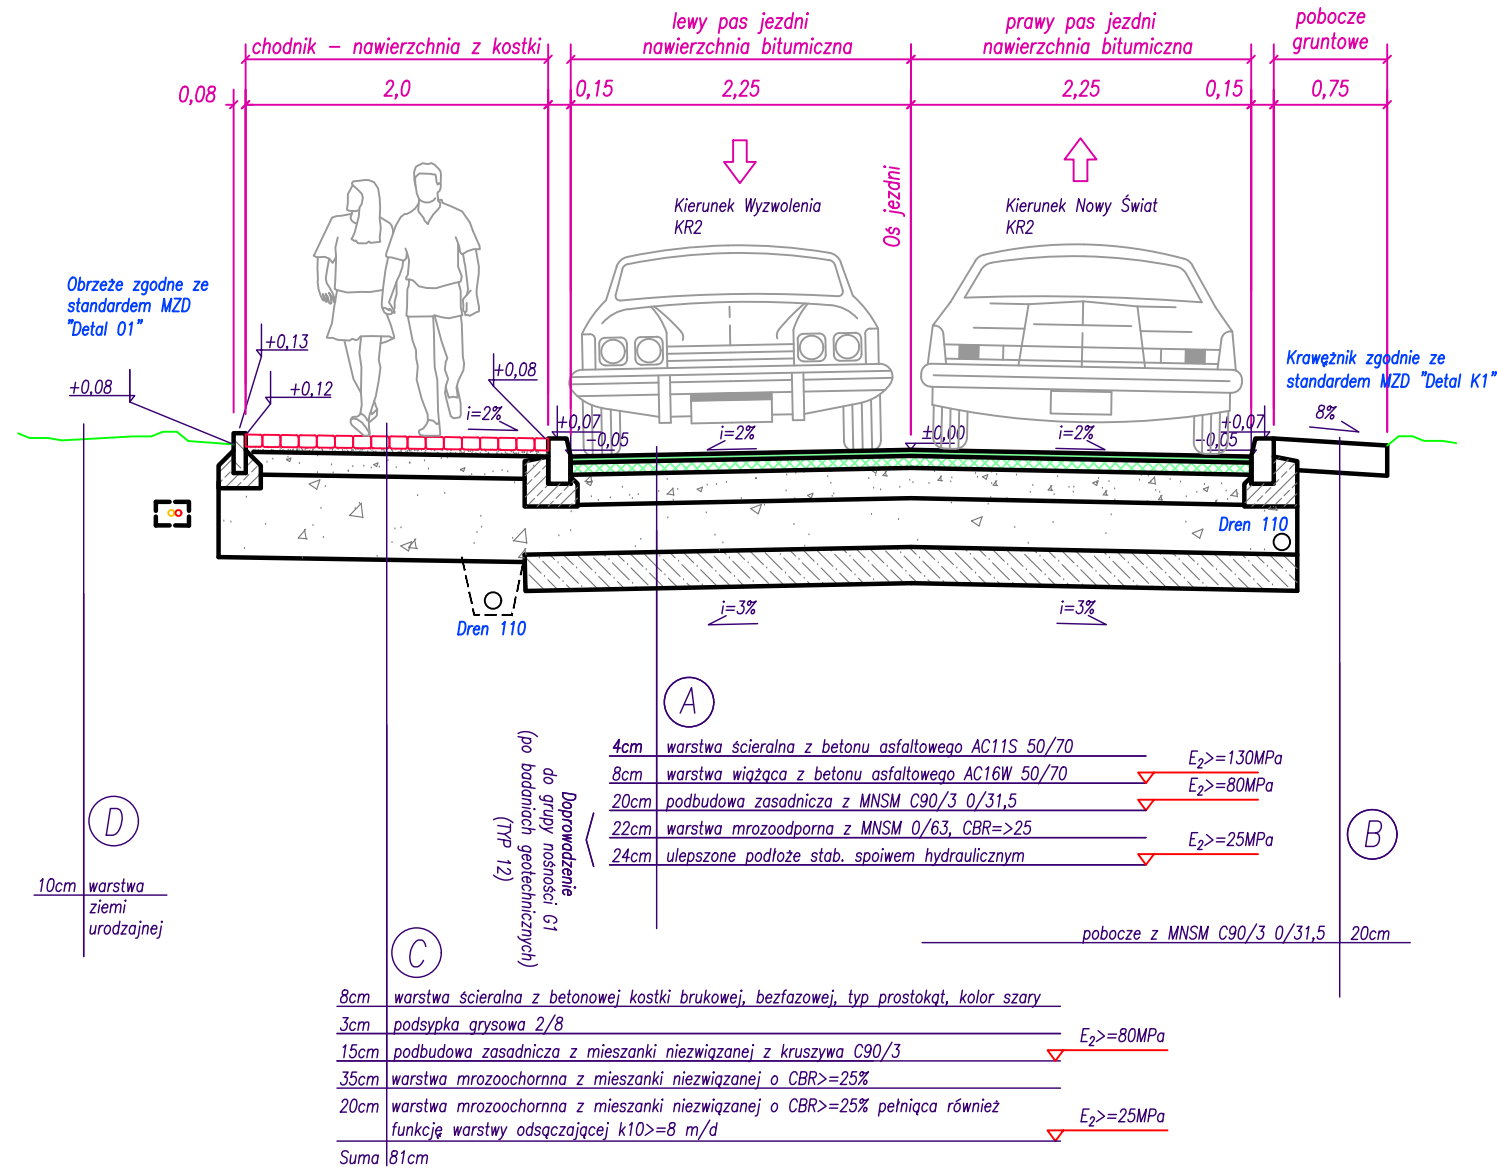 chodnik – nawierzchnia z kostki
lewy pas jezdni
nawierzchnia bitumiczna
prawy pas jezdni
nawierzchnia bitumiczna
pobocze
gruntowe
0,08
2,0
0,15
2,25
2,25
0,15
0,75
Oś jezdni
Kierunek Wyzwolenia
KR2
Kierunek Nowy Świat
KR2
Obrzeże zgodne ze
standardem MZD
"Detal 01"
Krawężnik zgodnie ze
standardem MZD "Detal K1"
+0,13
+0,08
+0,12
+0,08
i=2%
+0,07
-0,05
i=2%
±0,00
i=2%
+0,07
-0,05
8%
Dren 110
Dren 110
i=3%
i=3%
A
4cm warstwa ścieralna z betonu asfaltowego AC11S 50/70
E2>=130MPa
8cm warstwa wiążąca z betonu asfaltowego AC16W 50/70
E2>=80MPa
20cm podbudowa zasadnicza z MNSM C90/3 0/31,5
22cm warstwa mrozoodporna z MNSM 0/63, CBR=>25
E2>=25MPa
24cm ulepszone podłoże stab. spoiwem hydraulicznym
Doprowadzenie
do grupy nośności G1
(po badaniach geotechnicznych)
(TYP 12)
B
pobocze z MNSM C90/3 0/31,5 20cm
D
10cm warstwa
ziemi
urodzajnej
C
8cm warstwa ścieralna z betonowej kostki brukowej, bezfazowej, typ prostokąt, kolor szary
3cm podsypka grysowa 2/8
E2>=80MPa
15cm podbudowa zasadnicza z mieszanki niezwiązanej z kruszywa C90/3
35cm warstwa mrozoochornna z mieszanki niezwiązanej o CBR>=25%
20cm warstwa mrozoochornna z mieszanki niezwiązanej o CBR>=25% pełniąca również
funkcję warstwy odsączającej k10>=8 m/d
E2>=25MPa
Suma 81cm